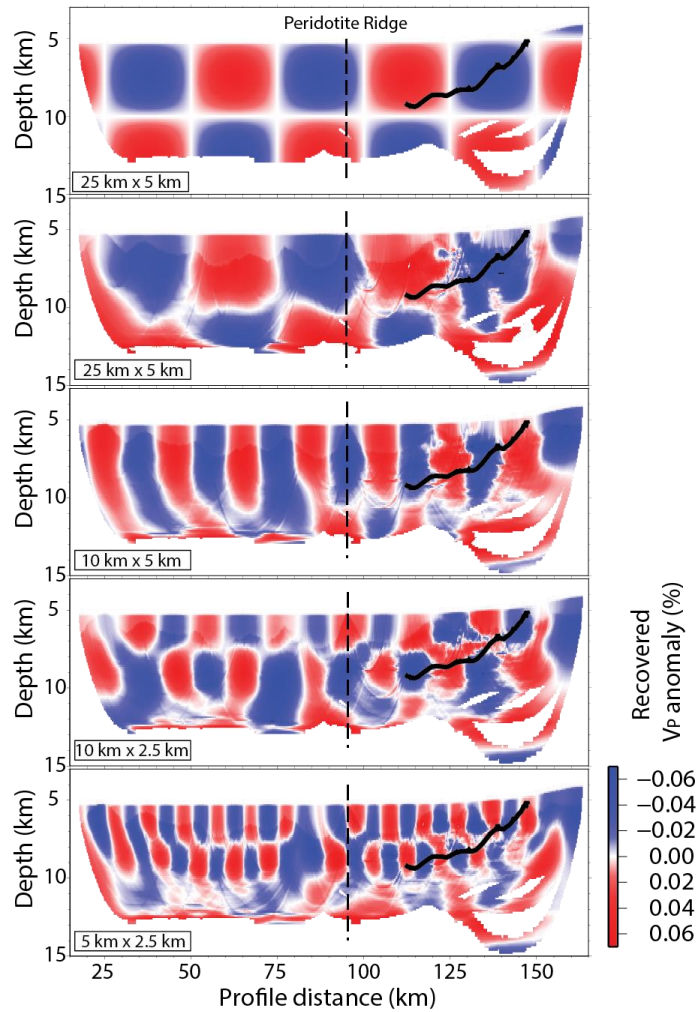 Peridotite Ridge
5
10
15
Depth (km)
25 km x 5 km
5
10
15
Depth (km)
25 km x 5 km
5
10
15
Depth (km)
10 km x 5 km
5
10
15
Depth (km)
10 km x 2.5 km
5
10
15
Depth (km)
5 km x 2.5 km
25 50 75 100 125 150
Profile distance (km)
Recovered
VP anomaly (%)
−0.06
−0.04
−0.02
0.00
0.02
0.04
0.06